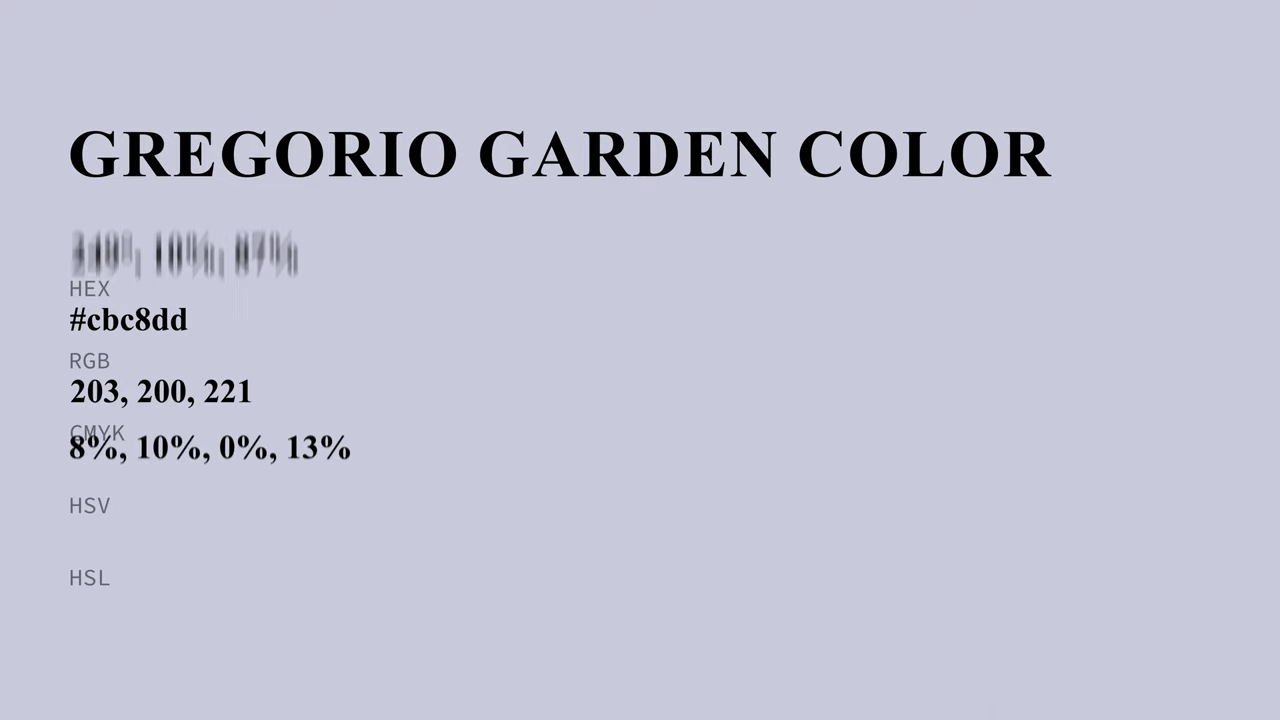 GREGORIO GARDEN COLOR
HEX
#cbc8dd
RGB
203, 200, 221
CMYK
8%, 10%, 0%, 13%
HSV
HSL